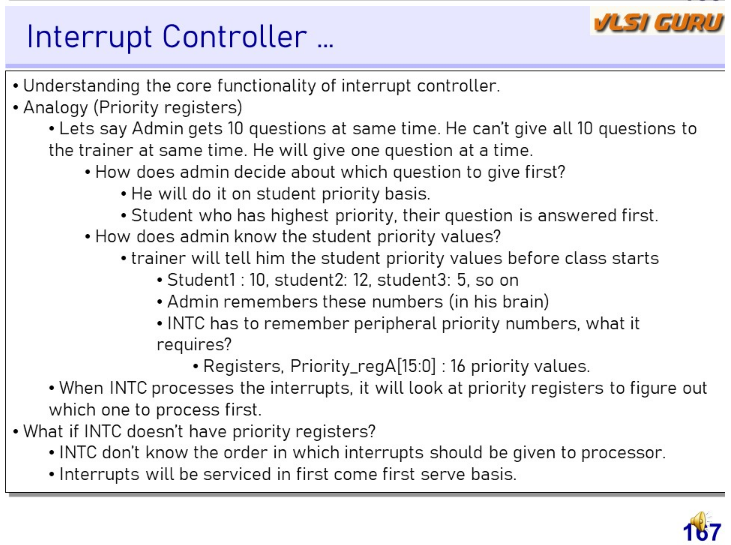 Interrupt Controller ...
VLSI GURU
• Understanding the core functionality of interrupt controller.
• Analogy (Priority registers)
• Lets say Admin gets 10 questions at same time. He can't give all 10 questions to
the trainer at same time. He will give one question at a time.
• How does admin decide about which question to give first?
• He will do it on student priority basis.
• Student who has highest priority, their question is answered first.
• How does admin know the student priority values?
• trainer will tell him the student priority values before class starts
• Student1 : 10, student2: 12, student3: 5, so on
• Admin remembers these numbers (in his brain)
• INTC has to remember peripheral priority numbers, what it
requires?
• Registers, Priority_regA[15:0] : 16 priority values.
• When INTC processes the interrupts, it will look at priority registers to figure out
which one to process first.
• What if INTC doesn't have priority registers?
• INTC don't know the order in which interrupts should be given to processor.
• Interrupts will be serviced in first come first serve basis.
167